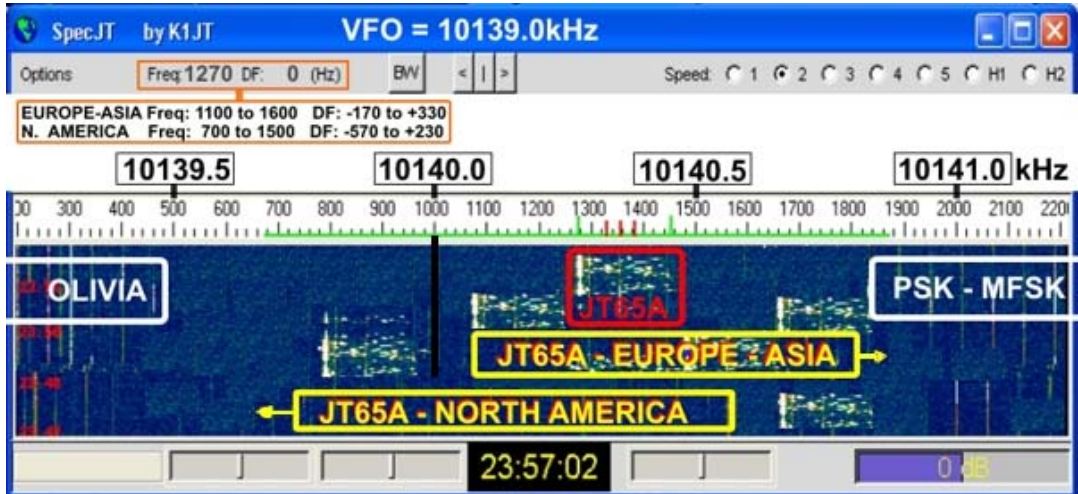 SpecJT by K1JT VFO = 10139.0kHz
Options Freq:1270 DF: 0 (Hz) BW < | > Speed: 1 2 3 4 5 H1 H2
EUROPE-ASIA Freq: 1100 to 1600 DF: -170 to +330
N. AMERICA Freq: 700 to 1500 DF: -570 to +230
10139.5 10140.0 10140.5 10141.0 kHz
300 400 500 600 700 800 900 1000 1100 1200 1300 1400 1500 1600 1700 1800 1900 2000 2100 220
OLIVIA JT65A PSK - MFSK
JT65A - EUROPE - ASIA
JT65A - NORTH AMERICA
23:57:02 0 dB